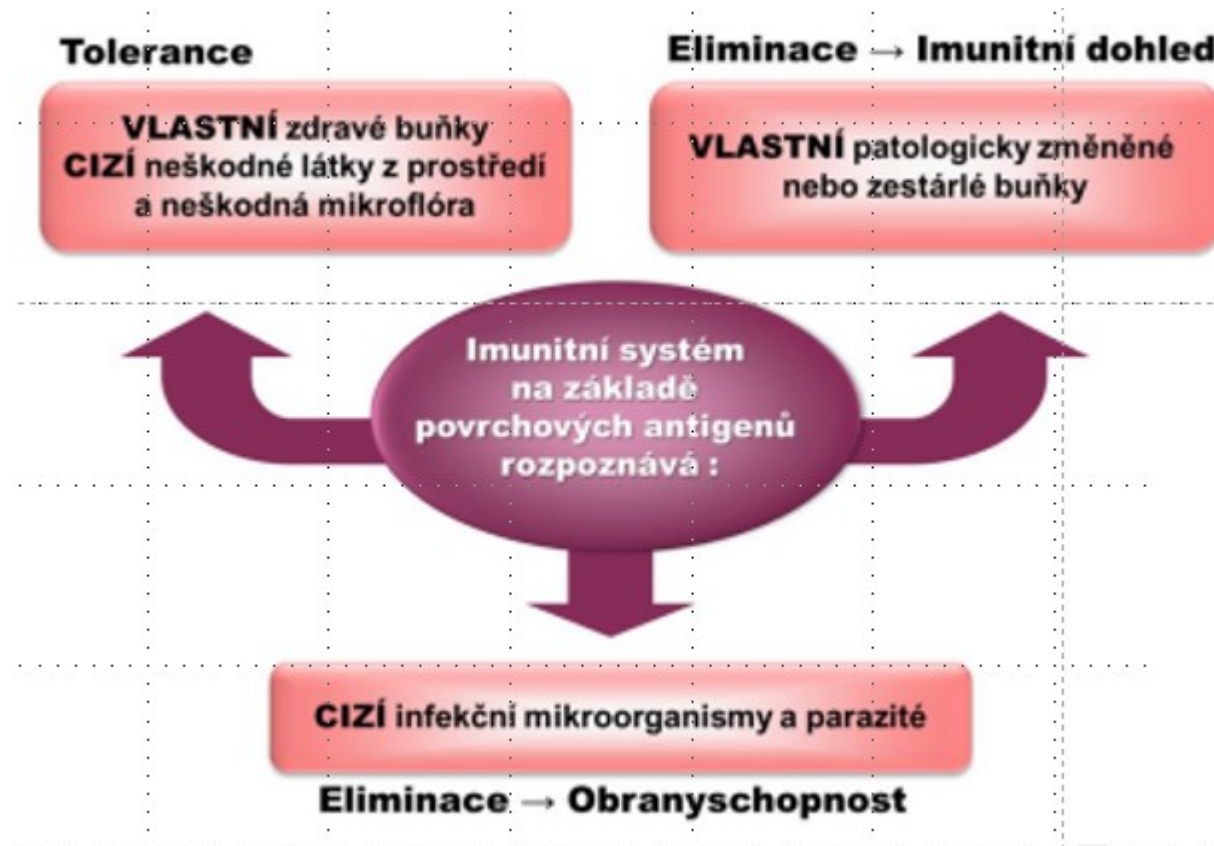 Tolerance
VLASTNÍ zdravé buňky
CIZÍ neškodné látky z prostředí
a neškodná mikroflóra
Eliminace → Imunitní dohled
VLASTNÍ patologicky změněné
nebo zestárlé buňky
Imunitní systém
na základě
povrchových antigenů
rozpoznává :
CIZÍ infekční mikroorganismy a parazité
Eliminace → Obranyschopnost